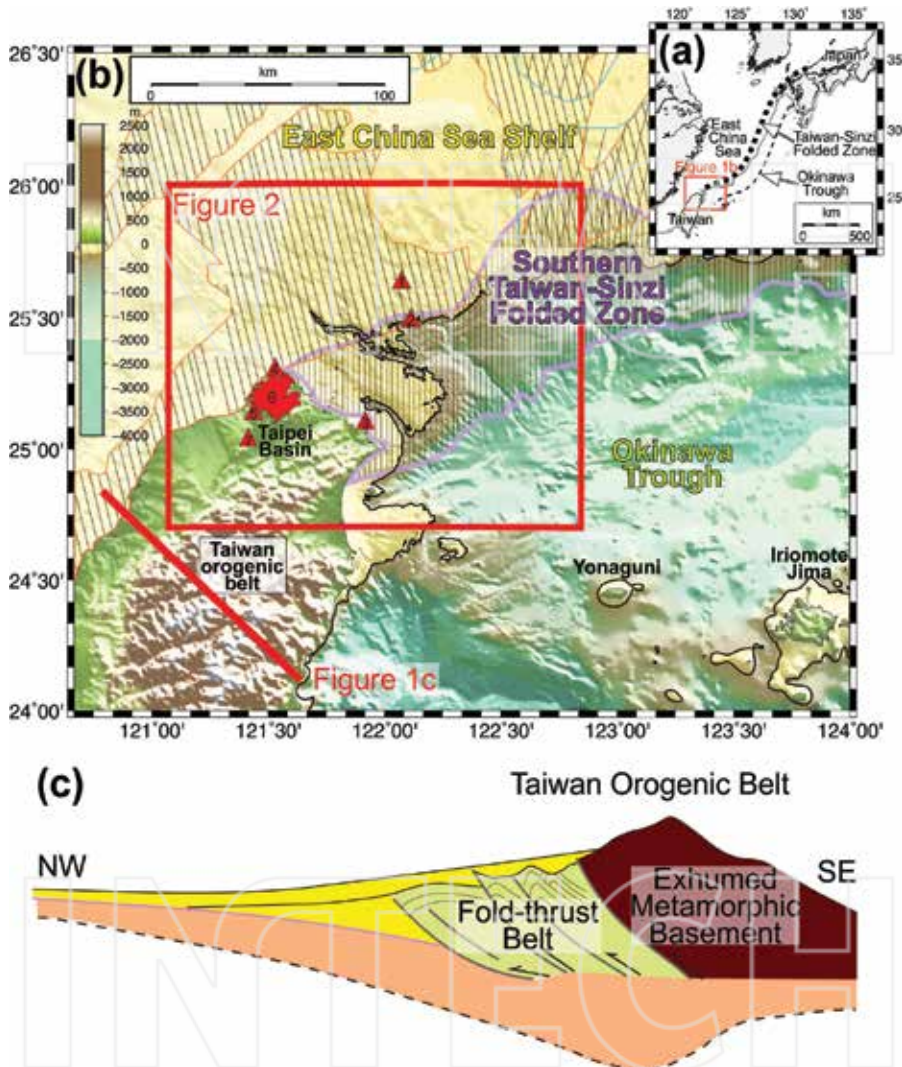 (a)
120°
125°
130°
135°
Japan
35
30
25
East
China
Sea
Taiwan-Sinzi
Folded Zone
Figure 1b
Okinawa
Trough
Taiwan
km
0
500
(b)
26°30'
26°00'
25°30'
25°00'
24°30'
24°00'
km
0
100
m
2500
2000
1000
500
0
-500
-1000
-1500
-2000
-3000
-3500
-4000
East China Sea Shelf
Figure 2
Southern
Taiwan-Sinzi
Folded Zone
Taipei
Basin
Okinawa
Trough
Taiwan
orogenic
belt
Yonaguni
Iriomote
Jima
Figure 1c
121°00'
121°30'
122°00'
122°30'
123°00'
123°30'
124°00'
(c)
Taiwan Orogenic Belt
NW
SE
Fold-thrust
Belt
Exhumed
Metamorphic
Basement
INTECH